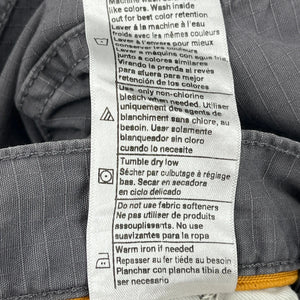 Machine wash
like colors. Wash inside
out for best color retention
Laver à la machine à l'eau
froide avec les mêmes couleurs
Laver à l'envers pour mieux
conserver les couleurs
Lavar a máquina con agua fría
junto a colores similares
Virando la prenda al revés
para afuera para mejor
retención de los colores
Use only non-chlorine
bleach when needed. Utiliser
uniquement des agents de
blanchiment sans chlore, au
besoin. Usar solamente
blanqueador sin cloro
cuando lo necesite
Tumble dry low
Sécher par culbutage à réglage
bas. Secar en secadora
en ciclo delicado
Do not use fabric softeners
Ne pas utiliser de produits
assouplissants. No use
suavizantes para la ropa
Warm iron if needed
Repasser au fer tiède au besoin
Planchar con plancha tibia de
ser necesario